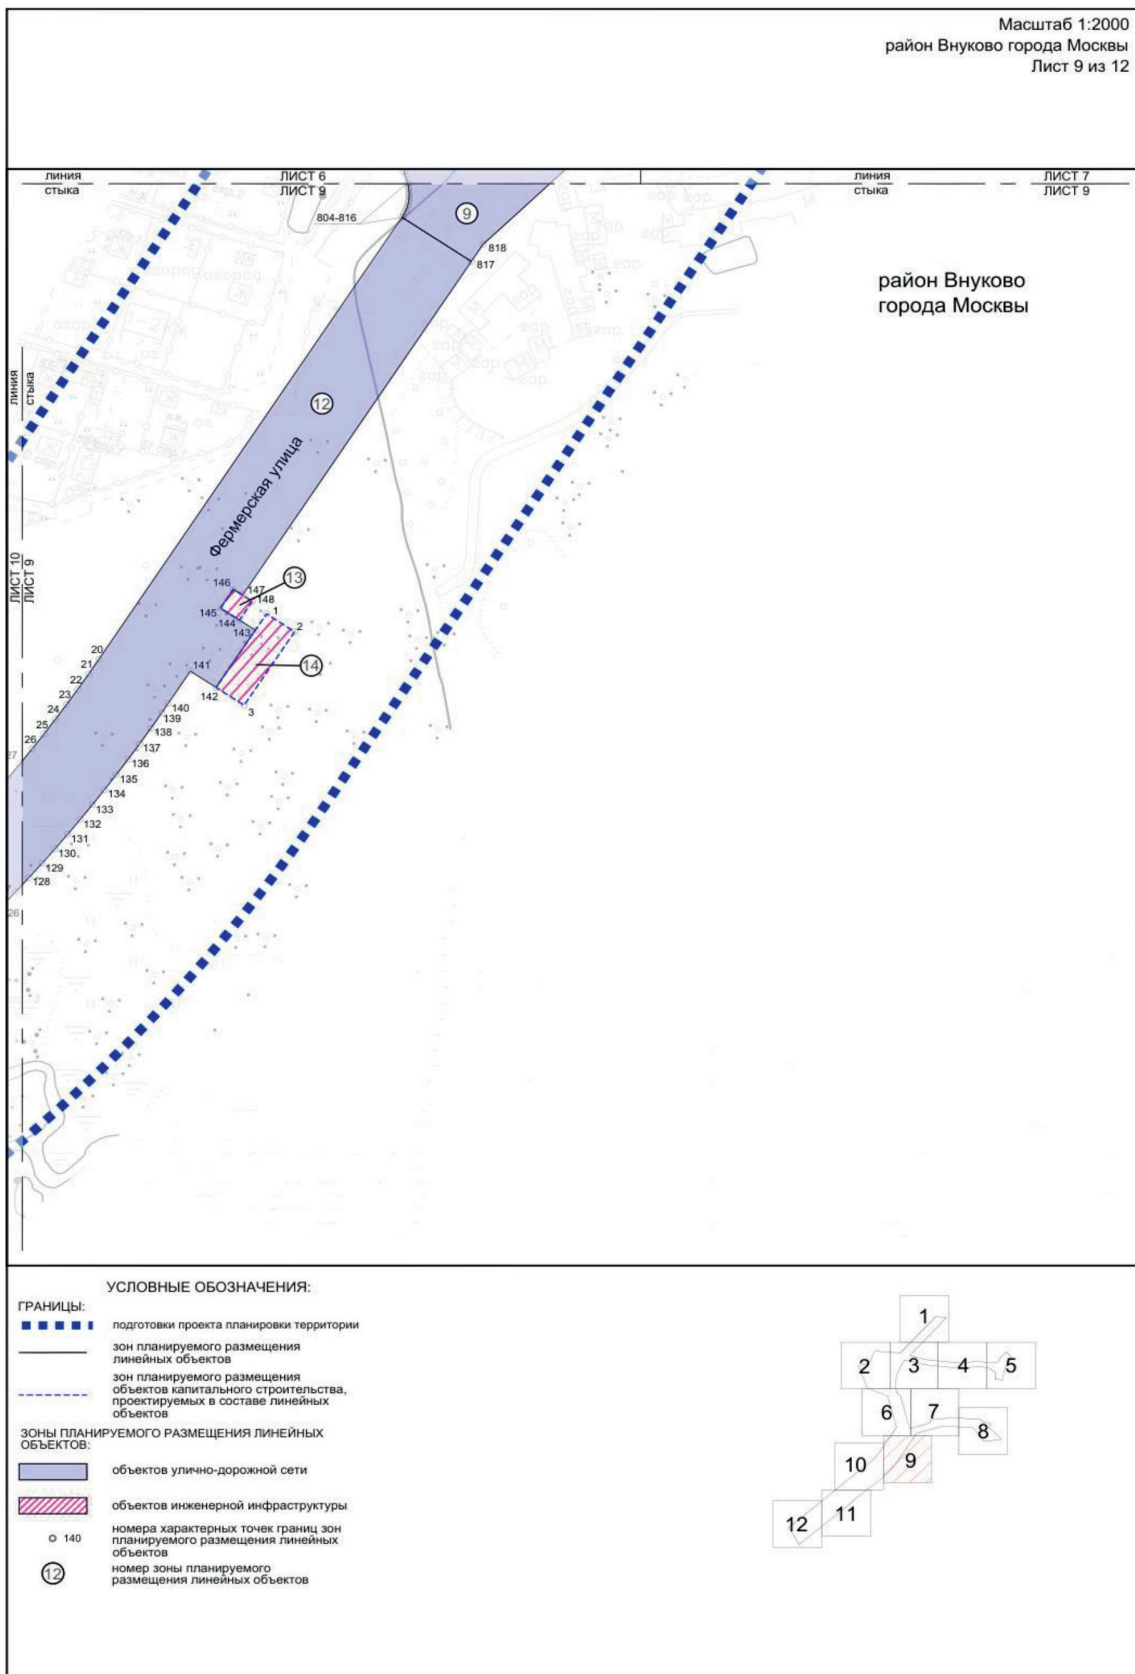 Масштаб 1:2000
район Внуково города Москвы
Лист 9 из 12
линия
стыка
ЛИСТ 6
ЛИСТ 9
линия
стыка
ЛИСТ 7
ЛИСТ 9
804-816
9
818
817
район Внуково
города Москвы
линия
стыка
12
Фермерская улица
ЛИСТ 10
ЛИСТ 9
13
146
147
148
145
144
143
1
2
14
141
142
3
20
21
22
23
24
25
26
27
140
139
138
137
136
135
134
133
132
131
130
129
128
26
УСЛОВНЫЕ ОБОЗНАЧЕНИЯ:
ГРАНИЦЫ:
подготовки проекта планировки территории
зон планируемого размещения
линейных объектов
зон планируемого размещения
объектов капитального строительства,
проектируемых в составе линейных
объектов
ЗОНЫ ПЛАНИРУЕМОГО РАЗМЕЩЕНИЯ ЛИНЕЙНЫХ
ОБЪЕКТОВ:
объектов улично-дорожной сети
объектов инженерной инфраструктуры
140
номера характерных точек границ зон
планируемого размещения линейных
объектов
12
номер зоны планируемого
размещения линейных объектов
1
2 3 4 5
6 7
8
10 9
12 11